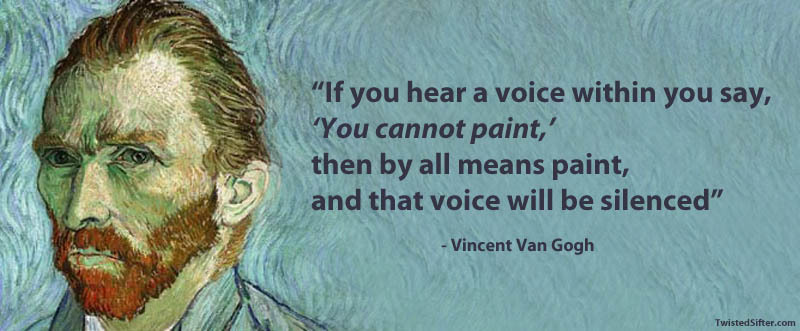 “If you hear a voice within you say,
‘You cannot paint,’
then by all means paint,
and that voice will be silenced”
- Vincent Van Gogh
TwistedSifter.com